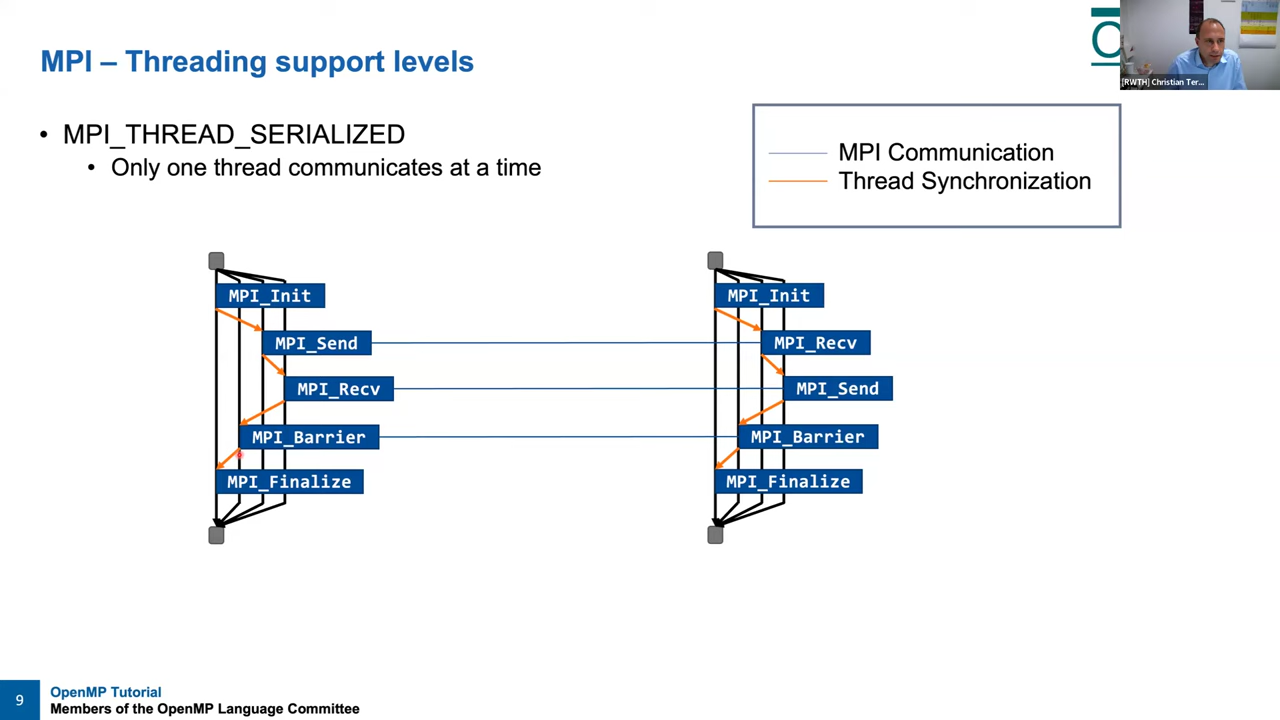 MPI – Threading support levels
[RWTH] Christian Ter...
• MPI_THREAD_SERIALIZED
• Only one thread communicates at a time
MPI Communication
Thread Synchronization
MPI_Init
MPI_Send
MPI_Recv
MPI_Barrier
MPI_Finalize
MPI_Init
MPI_Recv
MPI_Send
MPI_Barrier
MPI_Finalize
9
OpenMP Tutorial
Members of the OpenMP Language Committee